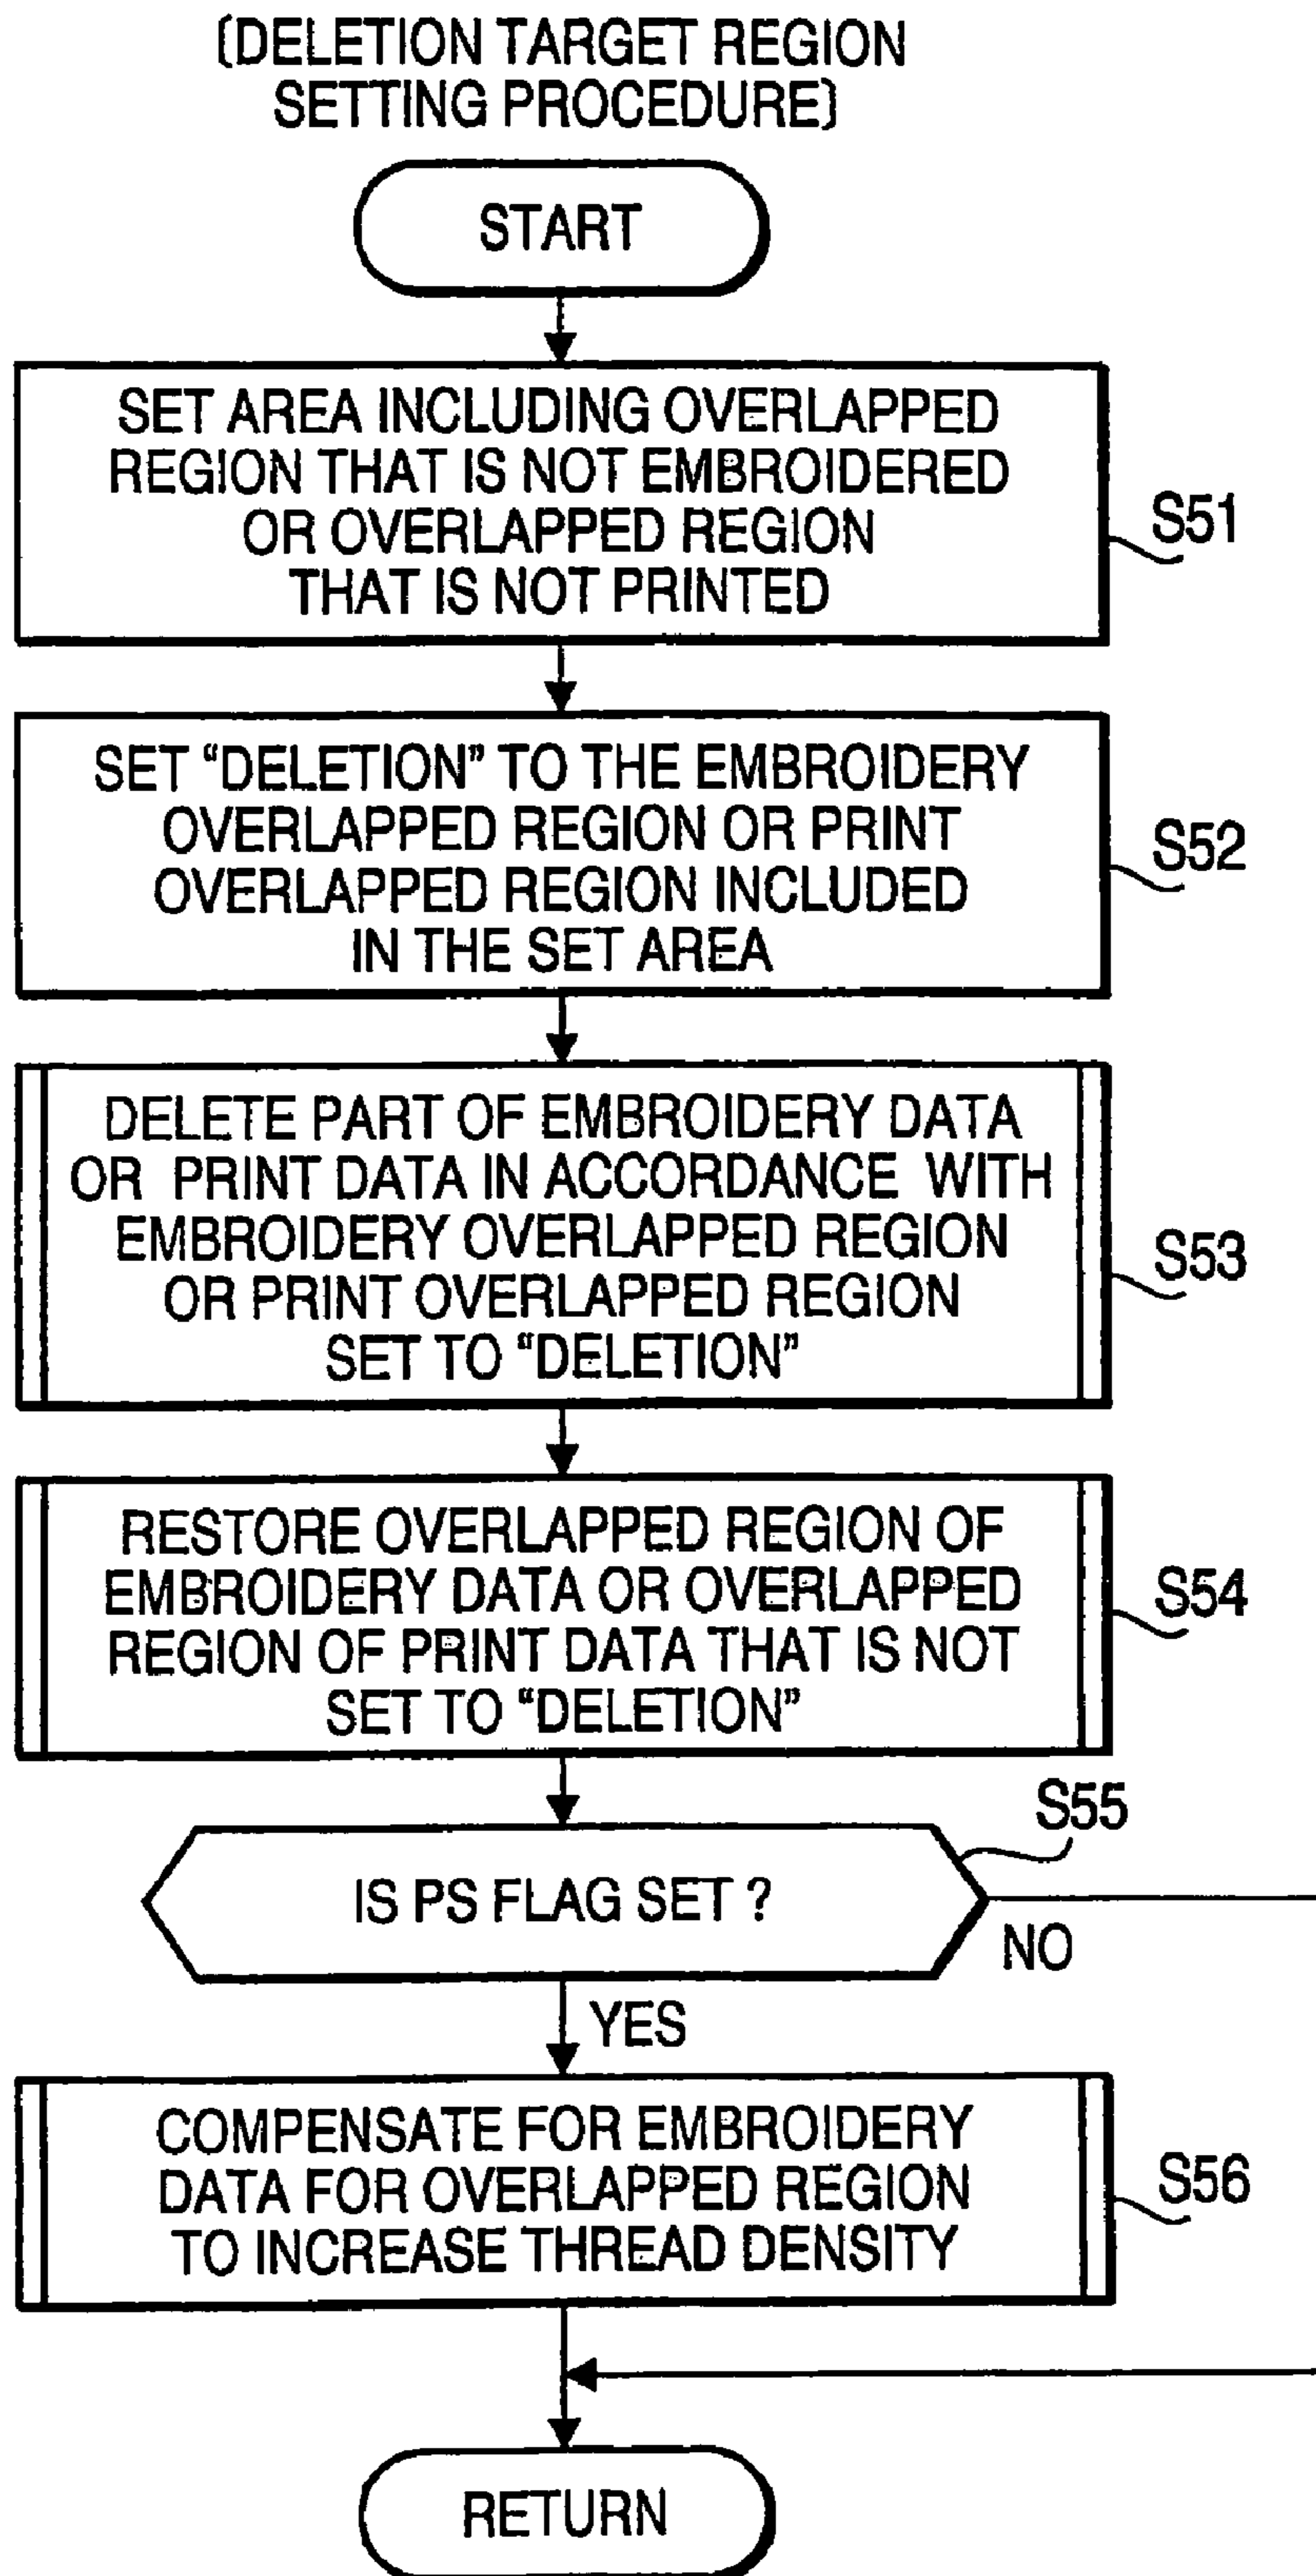 [DELETION TARGET REGION
SETTING PROCEDURE]
START
SET AREA INCLUDING OVERLAPPED
REGION THAT IS NOT EMBROIDERED
OR OVERLAPPED REGION
THAT IS NOT PRINTED
S51
SET "DELETION" TO THE EMBROIDERY
OVERLAPPED REGION OR PRINT
OVERLAPPED REGION INCLUDED
IN THE SET AREA
S52
DELETE PART OF EMBROIDERY DATA
OR PRINT DATA IN ACCORDANCE WITH
EMBROIDERY OVERLAPPED REGION
OR PRINT OVERLAPPED REGION
SET TO "DELETION"
S53
RESTORE OVERLAPPED REGION OF
EMBROIDERY DATA OR OVERLAPPED
REGION OF PRINT DATA THAT IS NOT
SET TO "DELETION"
S54
S55
IS PS FLAG SET ?
NO
YES
COMPENSATE FOR EMBROIDERY
DATA FOR OVERLAPPED REGION
TO INCREASE THREAD DENSITY
S56
RETURN